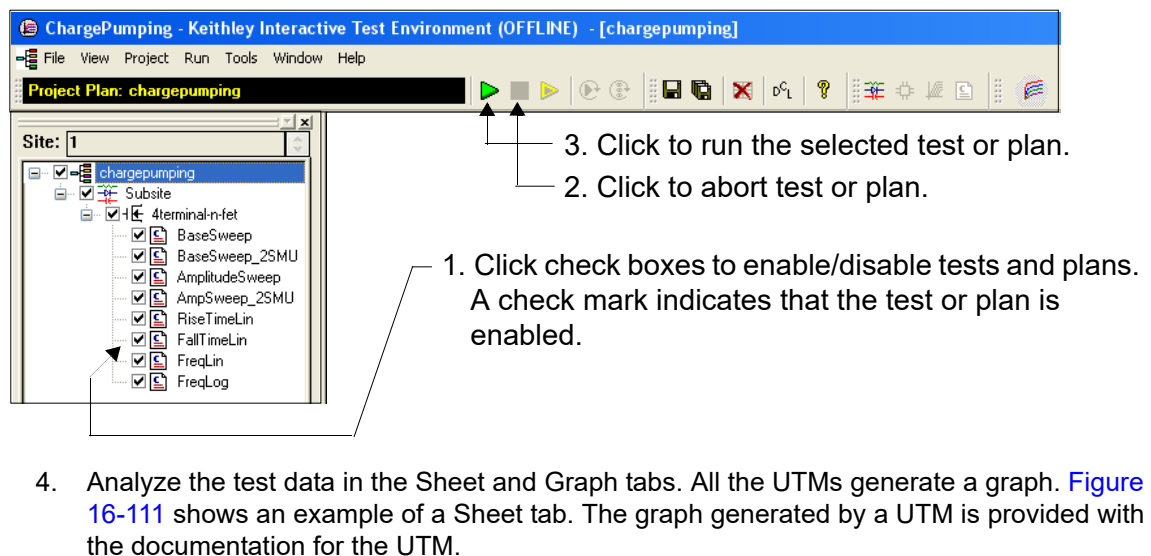 ChargePumping - Keithley Interactive Test Environment (OFFLINE) - [chargepumping]
File View Project Run Tools Window Help
Project Plan: chargepumping
DCL ?
Site: 1
chargepumping
Subsite
4terminal-n-fet
BaseSweep
BaseSweep_2SMU
AmplitudeSweep
AmpSweep_2SMU
RiseTimeLin
FallTimeLin
FreqLin
FreqLog
3. Click to run the selected test or plan.
2. Click to abort test or plan.
1. Click check boxes to enable/disable tests and plans.
A check mark indicates that the test or plan is
enabled.
4. Analyze the test data in the Sheet and Graph tabs. All the UTMs generate a graph. Figure
16-111 shows an example of a Sheet tab. The graph generated by a UTM is provided with
the documentation for the UTM.